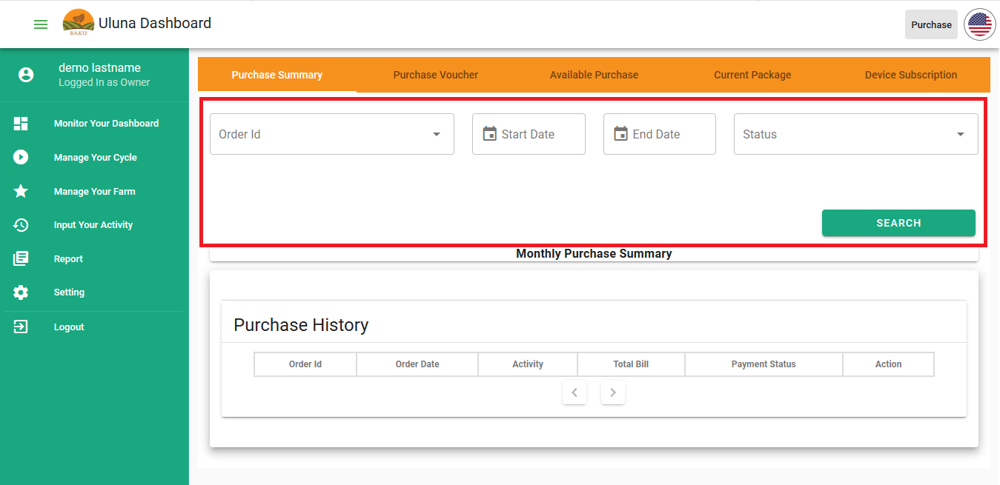 BAKU
Uluna Dashboard
Purchase
demo lastname
Logged In as Owner
Monitor Your Dashboard
Manage Your Cycle
Manage Your Farm
Input Your Activity
Report
Setting
Logout
Purchase Summary Purchase Voucher Available Purchase Current Package Device Subscription
Order Id Start Date End Date Status
SEARCH
Monthly Purchase Summary
Purchase History
Order Id Order Date Activity Total Bill Payment Status Action